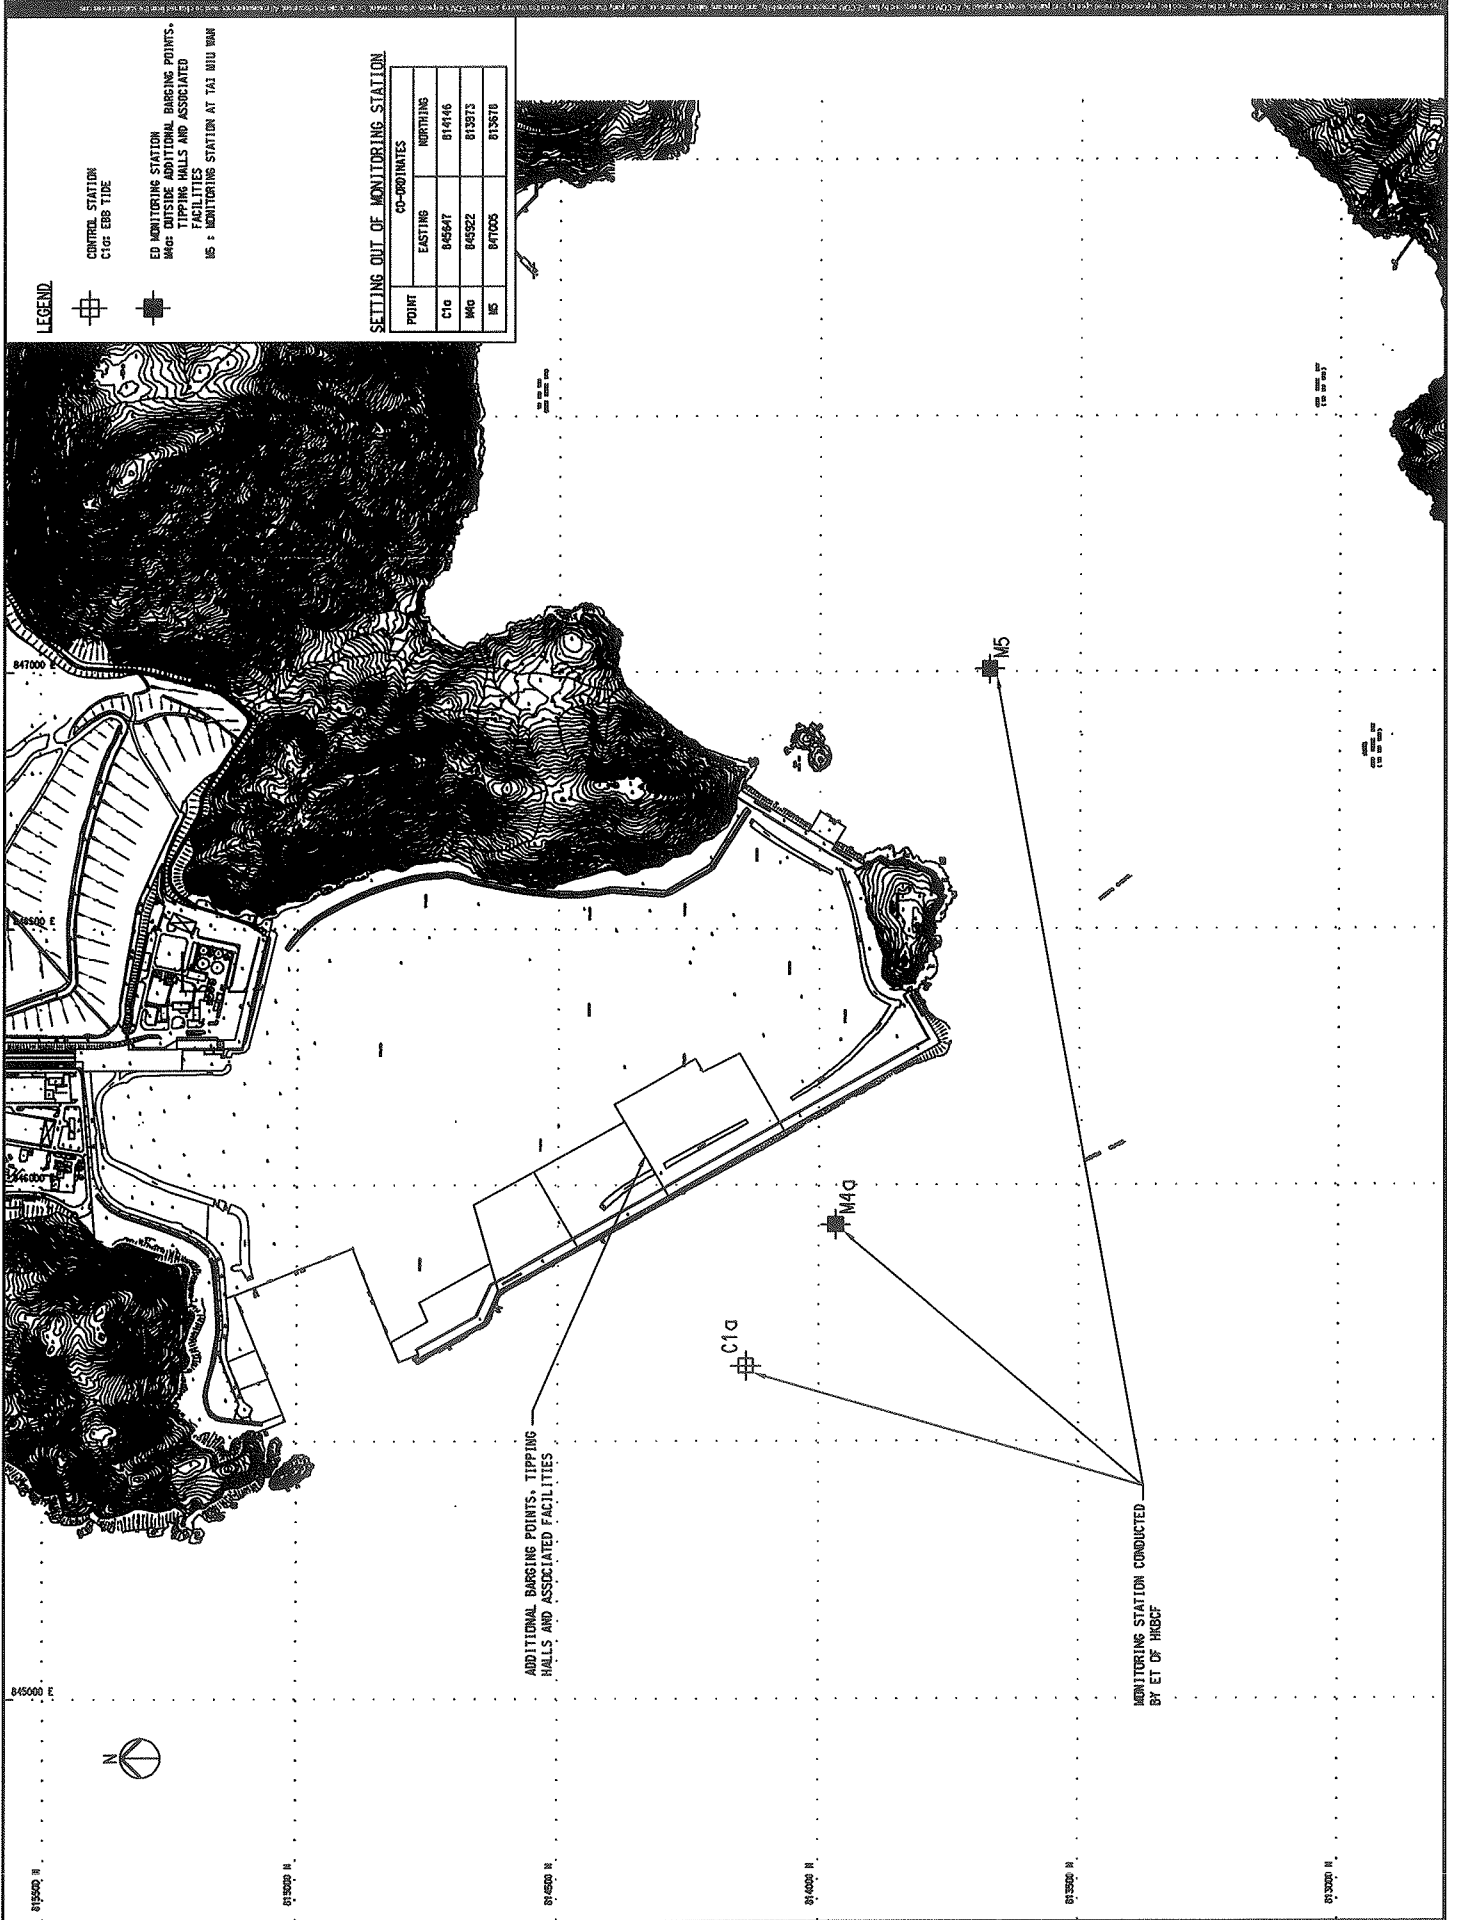 LEGEND
CONTROL STATION
C1a: EBB TIDE
ED MONITORING STATION
M4a: OUTSIDE ADDITIONAL BARGING POINTS,
TIPPING HALLS AND ASSOCIATED
FACILITIES
M5 : MONITORING STATION AT TAI MIU WAN
SETTING OUT OF MONITORING STATION
POINT
CO-ORDINATES
EASTING NORTHING
C1a 845647 814146
M4a 845922 813973
M5 847005 813678
847000 E
846500 E
846000 E
845000 E
M5
M4a
C1a
ADDITIONAL BARGING POINTS, TIPPING
HALLS AND ASSOCIATED FACILITIES
MONITORING STATION CONDUCTED
BY ET OF HKBCF
N
815500 N
815000 N
814500 N
814000 N
813500 N
813000 N